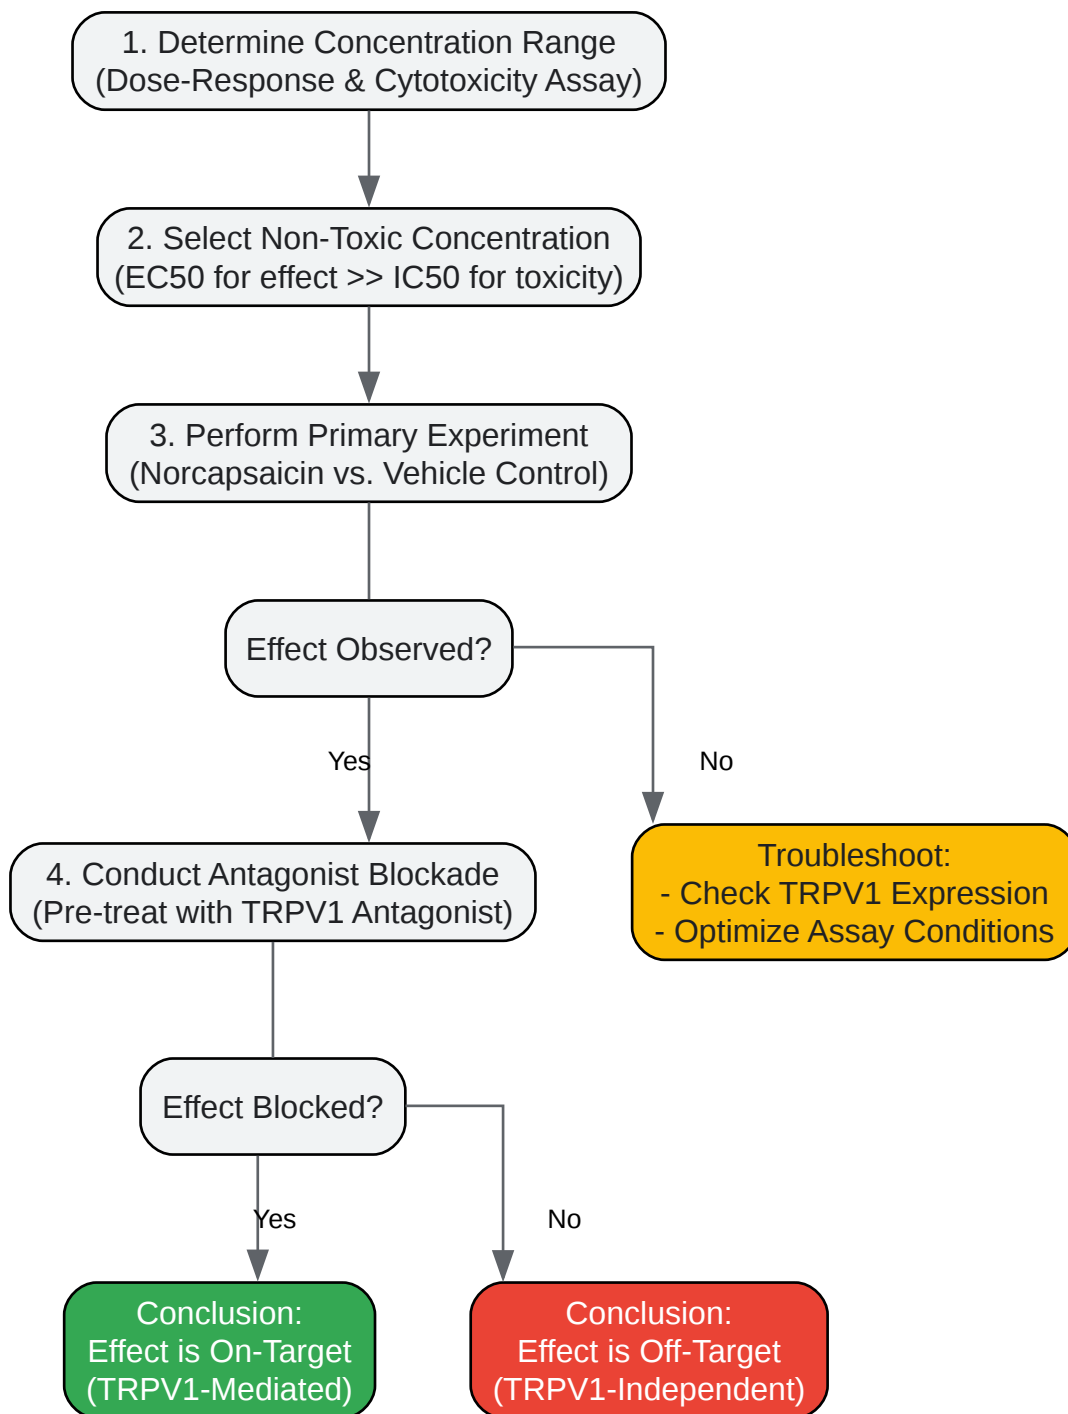 1. Determine Concentration Range
(Dose-Response & Cytotoxicity Assay)
2. Select Non-Toxic Concentration
(EC50 for effect >> IC50 for toxicity)
3. Perform Primary Experiment
(Norcapsaicin vs. Vehicle Control)
Effect Observed?
Yes
No
4. Conduct Antagonist Blockade
(Pre-treat with TRPV1 Antagonist)
Troubleshoot:
- Check TRPV1 Expression
- Optimize Assay Conditions
Effect Blocked?
Yes
No
Conclusion:
Effect is On-Target
(TRPV1-Mediated)
Conclusion:
Effect is Off-Target
(TRPV1-Independent)